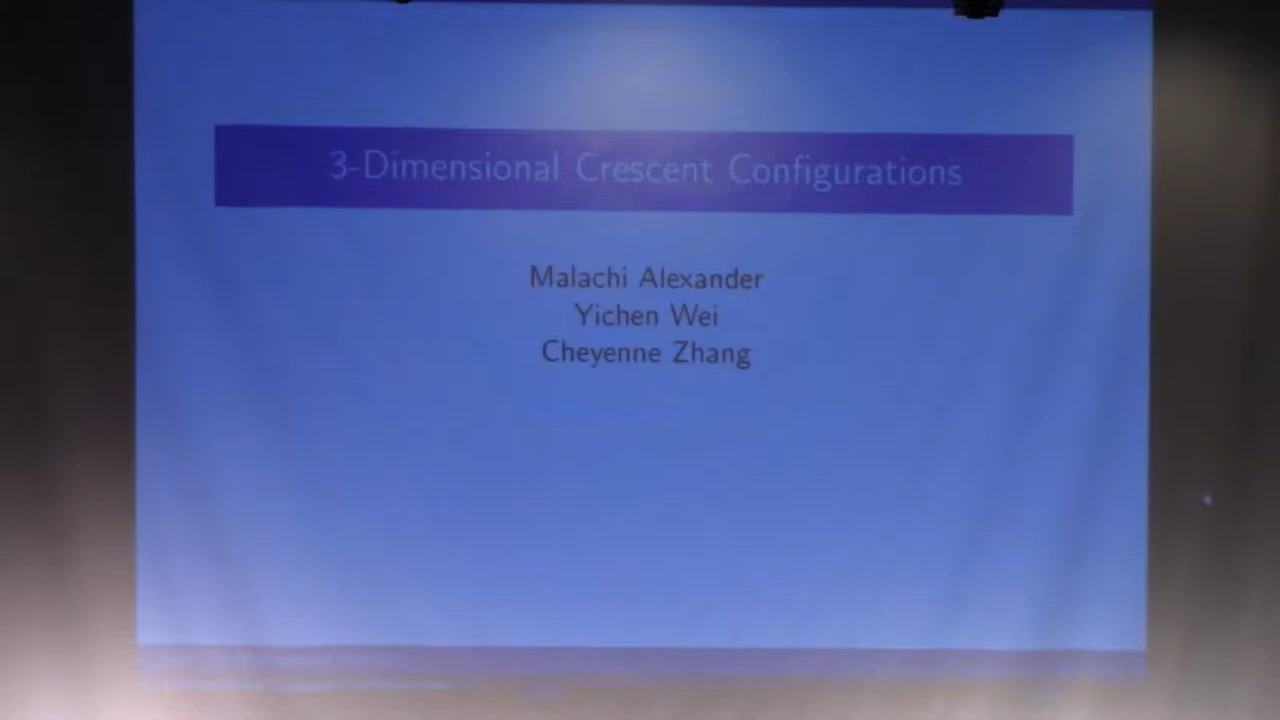 3-Dimensional Crescent Configurations
Malachi Alexander
Yichen Wei
Cheyenne Zhang